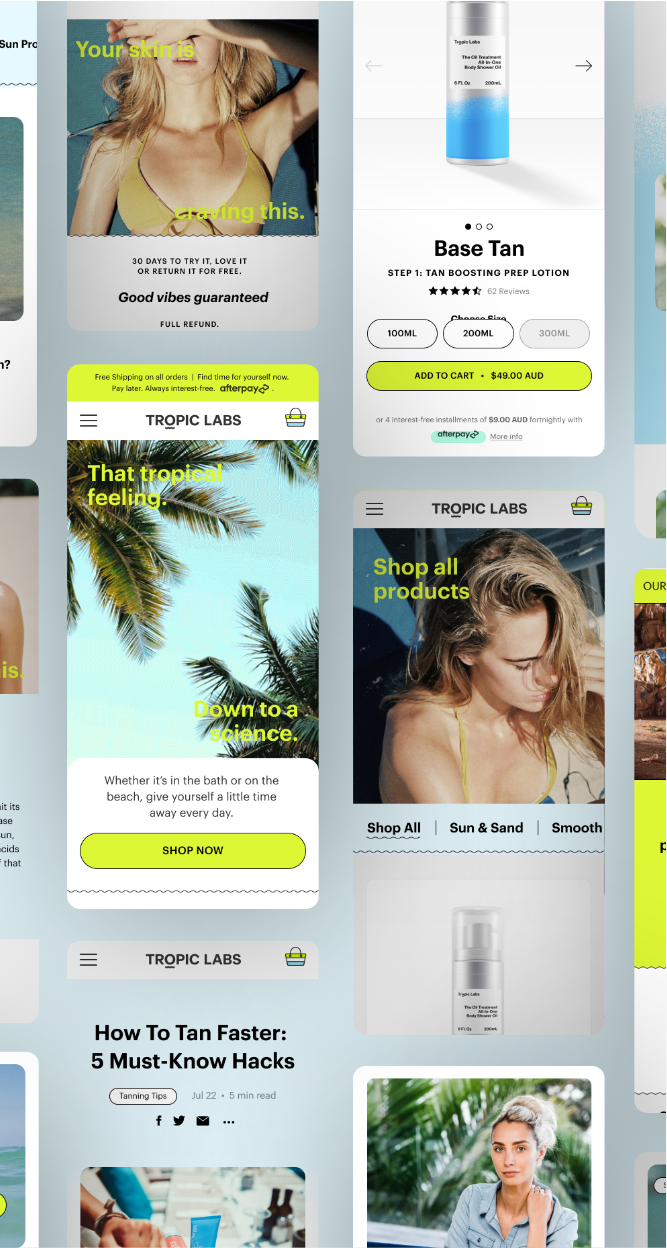 Sun Pro
n?
is.
it its
ase
sun,
cids
f that
Your skin is
craving this.
30 DAYS TO TRY IT, LOVE IT
OR RETURN IT FOR FREE.
Good vibes guaranteed
FULL REFUND.
Free Shipping on all orders | Find time for yourself now.
Pay later. Always interest-free. afterpay .
TROPIC LABS
That tropical
feeling.
Down to a
science.
Whether it's in the bath or on the
beach, give yourself a little time
away every day.
SHOP NOW
TROPIC LABS
How To Tan Faster:
5 Must-Know Hacks
Tanning Tips
Jul 22 • 5 min read
Tropic Labs
The Oil Treatment
All-In-One
Body Shower Oil
6 Fl. Oz 200mL
Base Tan
STEP 1: TAN BOOSTING PREP LOTION
62 Reviews
Choose Size
100ML
200ML
300ML
ADD TO CART • $49.00 AUD
or 4 interest-free installments of $9.00 AUD fortnightly with
afterpay More info
TROPIC LABS
Shop all
products
Shop All | Sun & Sand | Smooth
Tropic Labs
The Oil Treatment
All-In-One
Body Shower Oil
6 Fl. Oz 200mL
OUR
p